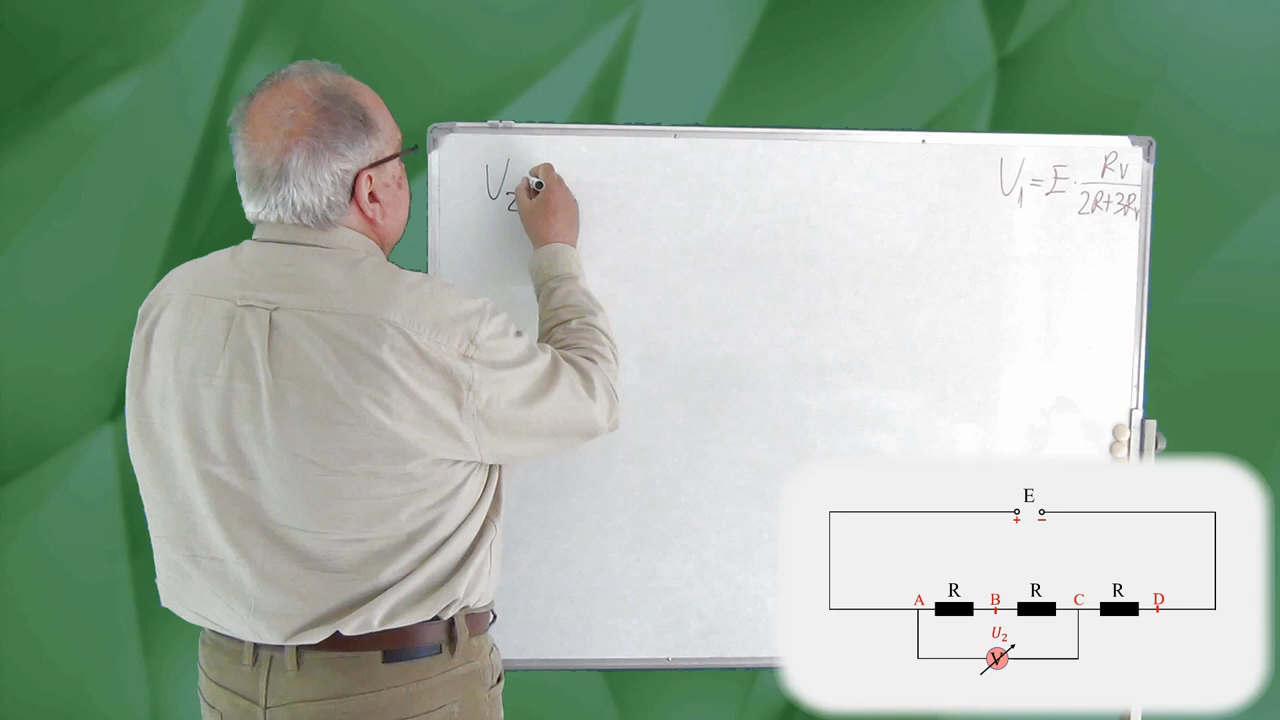 U₂
U₁ = E · Rv / 2R+3Rv
E
+ −
R R R
A B C D
U₂
V